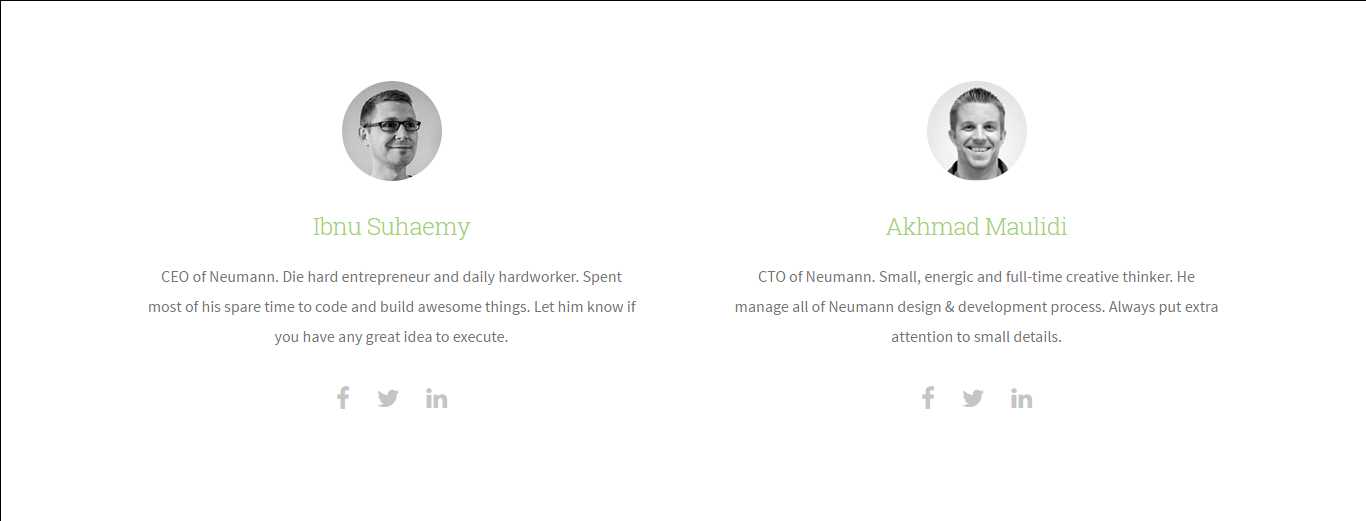 Ibnu Suhaemy
CEO of Neumann. Die hard entrepreneur and daily hardworker. Spent
most of his spare time to code and build awesome things. Let him know if
you have any great idea to execute.
Akhmad Maulidi
CTO of Neumann. Small, energic and full-time creative thinker. He
manage all of Neumann design & development process. Always put extra
attention to small details.